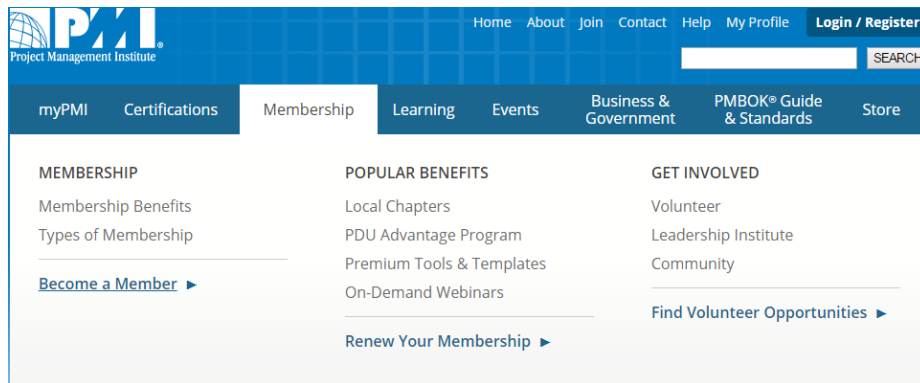 Home About Join Contact Help My Profile Login / Register
PMI®
Project Management Institute
SEARCH
myPMI Certifications Membership Learning Events Business & Government PMBOK® Guide & Standards Store
MEMBERSHIP
Membership Benefits
Types of Membership
Become a Member ►
POPULAR BENEFITS
Local Chapters
PDU Advantage Program
Premium Tools & Templates
On-Demand Webinars
Renew Your Membership ►
GET INVOLVED
Volunteer
Leadership Institute
Community
Find Volunteer Opportunities ►